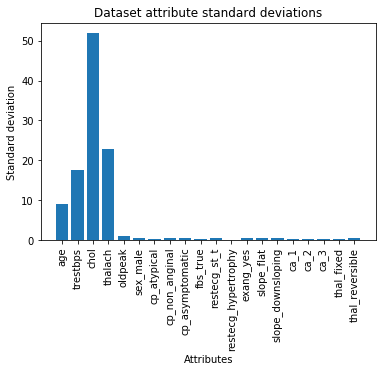 Dataset attribute standard deviations
Standard deviation
50
40
30
20
10
0
age
trestbps
chol
thalach
oldpeak
sex_male
cp_atypical
cp_non_anginal
cp_asymptomatic
fbs_true
restecg_st_t
restecg_hypertrophy
exang_yes
slope_flat
slope_downsloping
ca_1
ca_2
ca_3
thal_fixed
thal_reversible
Attributes